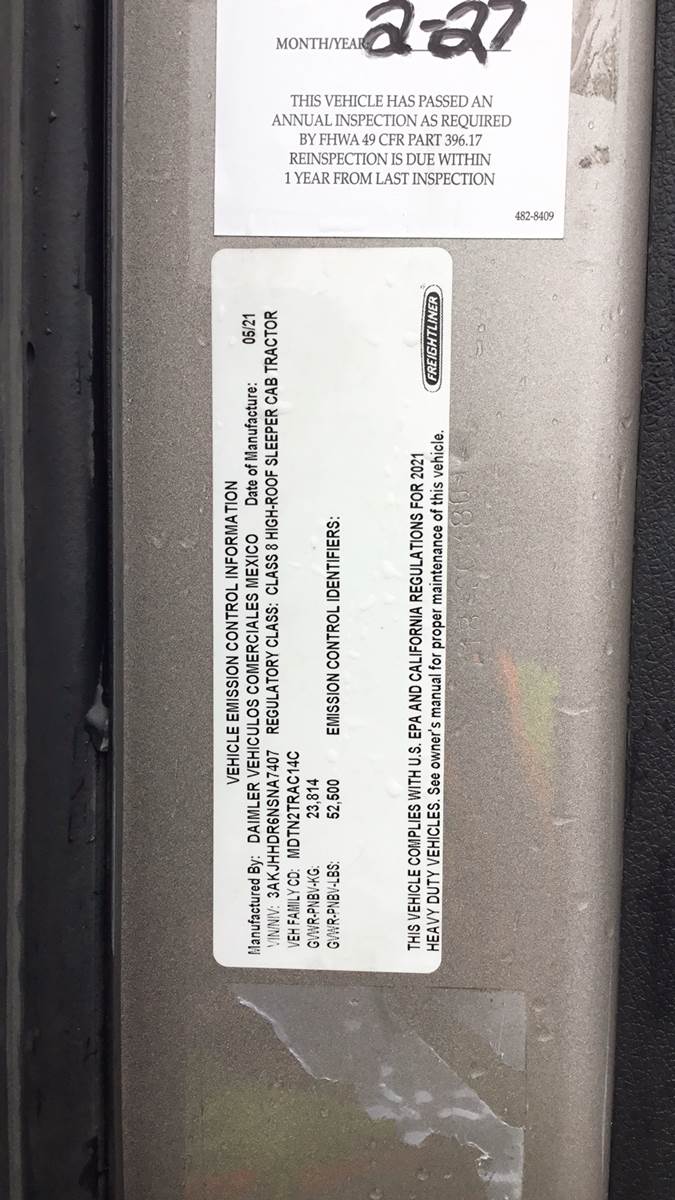 MONTH/YEAR 2-27
THIS VEHICLE HAS PASSED AN
ANNUAL INSPECTION AS REQUIRED
BY FHWA 49 CFR PART 396.17
REINSPECTION IS DUE WITHIN
1 YEAR FROM LAST INSPECTION
482-8409
VEHICLE EMISSION CONTROL INFORMATION
Manufactured By: DAIMLER VEHICULOS COMERCIALES MEXICO Date of Manufacture: 05/21
VIN/NIV: 3AKJHHDR6NSNA7407 REGULATORY CLASS: CLASS 8 HIGH-ROOF SLEEPER CAB TRACTOR
VEH FAMILY CD: MDTN2TRAC14C
GVWR-PNBV-KG: 23,814
GVWR-PNBV-LBS: 52,500 EMISSION CONTROL IDENTIFIERS:
THIS VEHICLE COMPLIES WITH U.S. EPA AND CALIFORNIA REGULATIONS FOR 2021
HEAVY DUTY VEHICLES. See owner's manual for proper maintenance of this vehicle.
FREIGHTLINER